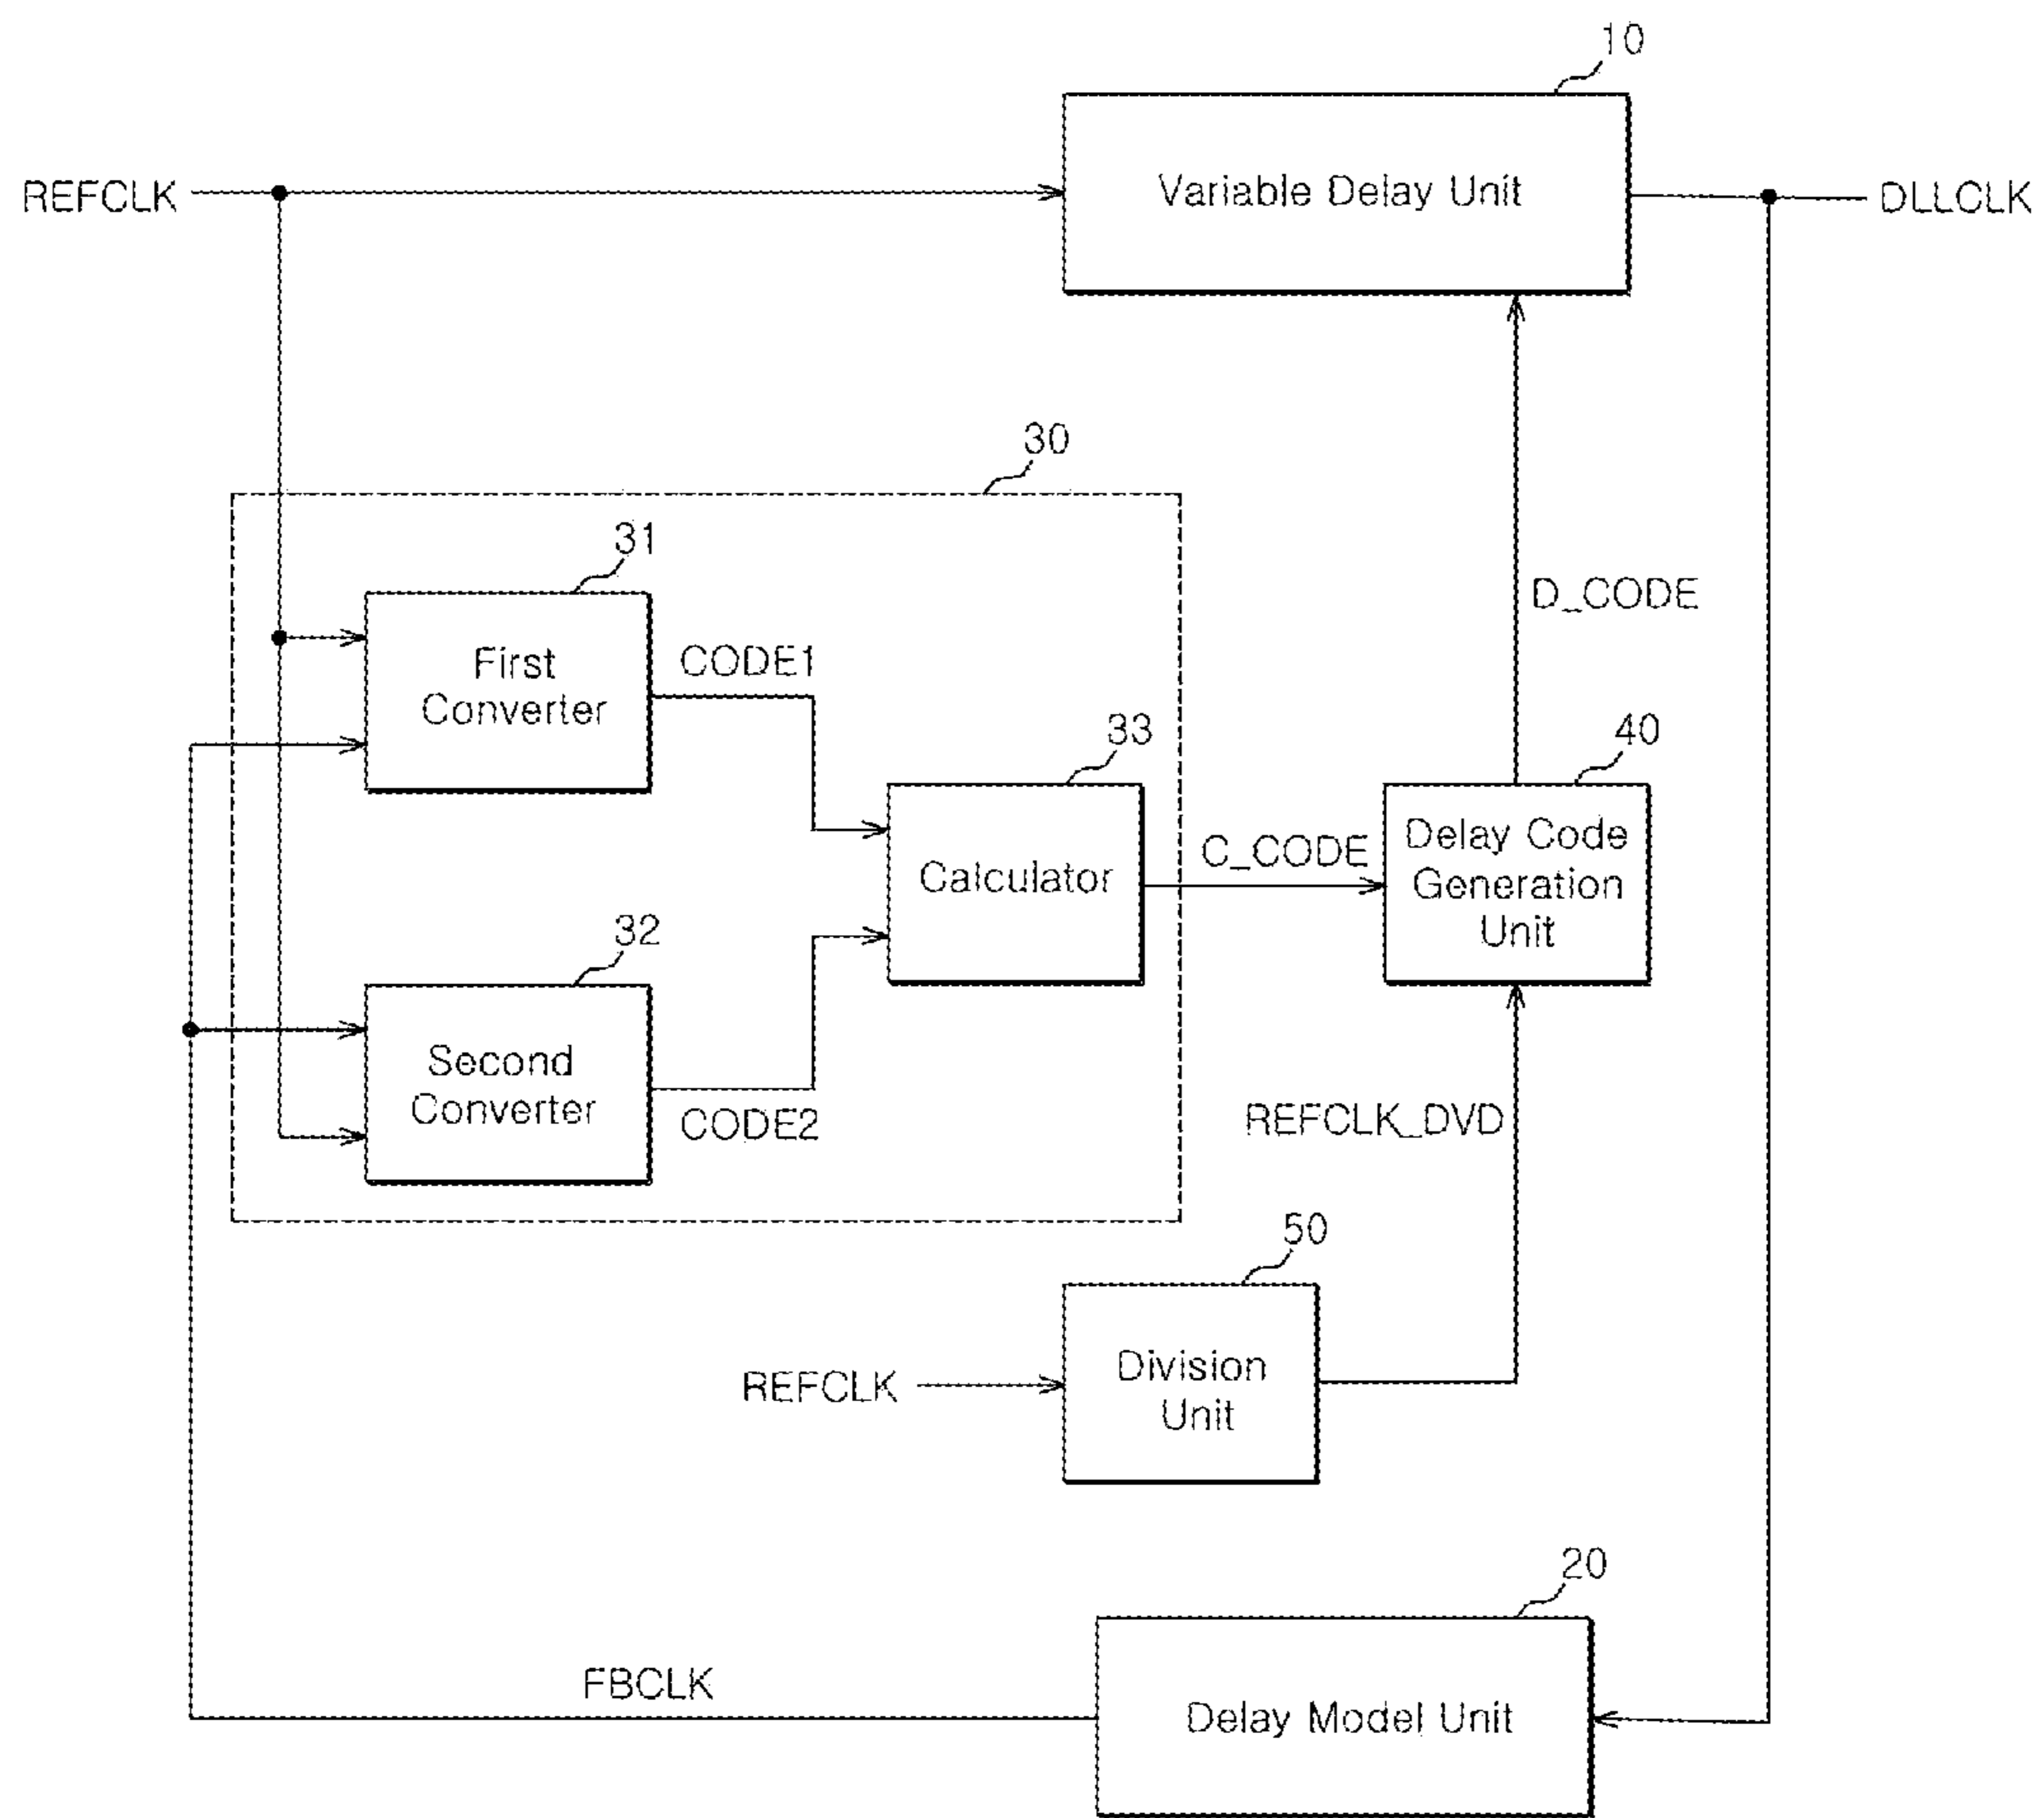 10
REFCLK
Variable Delay Unit
DLLCLK
30
31
D_CODE
First
Converter
CODE1
33
40
Calculator
C_CODE
Delay Code
Generation
Unit
32
Second
Converter
CODE2
REFCLK_DVD
50
REFCLK
Division
Unit
20
FBCLK
Delay Model Unit